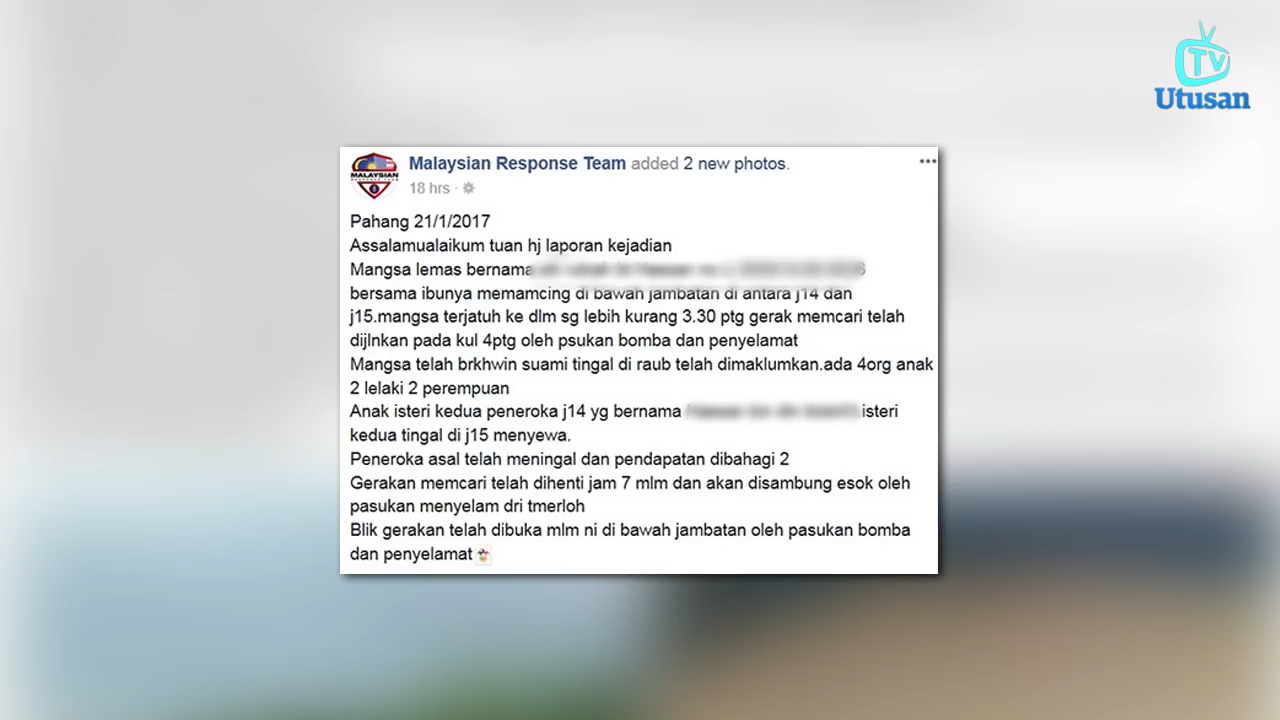 TV
Utusan
Malaysian Response Team added 2 new photos.
MALAYSIAN
18 hrs
Pahang 21/1/2017
Assalamualaikum tuan hj laporan kejadian
Mangsa lemas bernama
bersama ibunya memamcing di bawah jambatan di antara j14 dan
j15.mangsa terjatuh ke dlm sg lebih kurang 3.30 ptg gerak memcari telah
dijlnkan pada kul 4ptg oleh psukan bomba dan penyelamat
Mangsa telah brkhwin suami tingal di raub telah dimaklumkan.ada 4org anak
2 lelaki 2 perempuan
Anak isteri kedua peneroka j14 yg bernama .isteri
kedua tingal di j15 menyewa.
Peneroka asal telah meningal dan pendapatan dibahagi 2
Gerakan memcari telah dihenti jam 7 mlm dan akan disambung esok oleh
pasukan menyelam dri tmerloh
Blik gerakan telah dibuka mlm ni di bawah jambatan oleh pasukan bomba
dan penyelamat